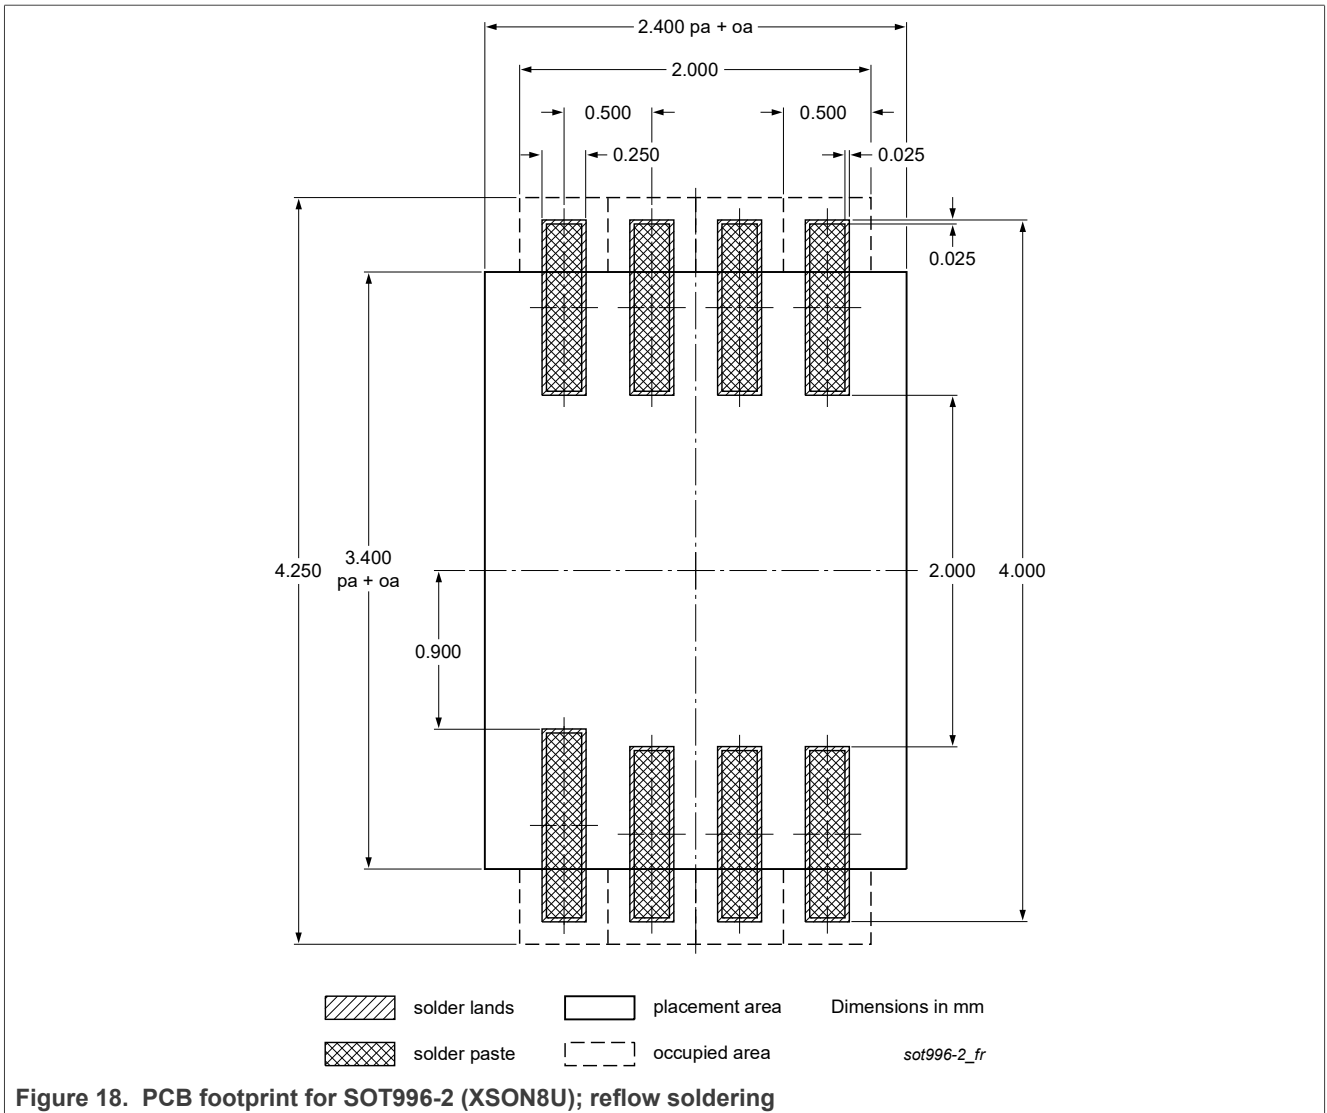 2.400 pa + oa
2.000
0.500
0.500
0.250
0.025
0.025
4.250
3.400
pa + oa
2.000
4.000
0.900
solder lands
placement area
Dimensions in mm
solder paste
occupied area
sot996-2_fr
Figure 18. PCB footprint for SOT996-2 (XSON8U); reflow soldering